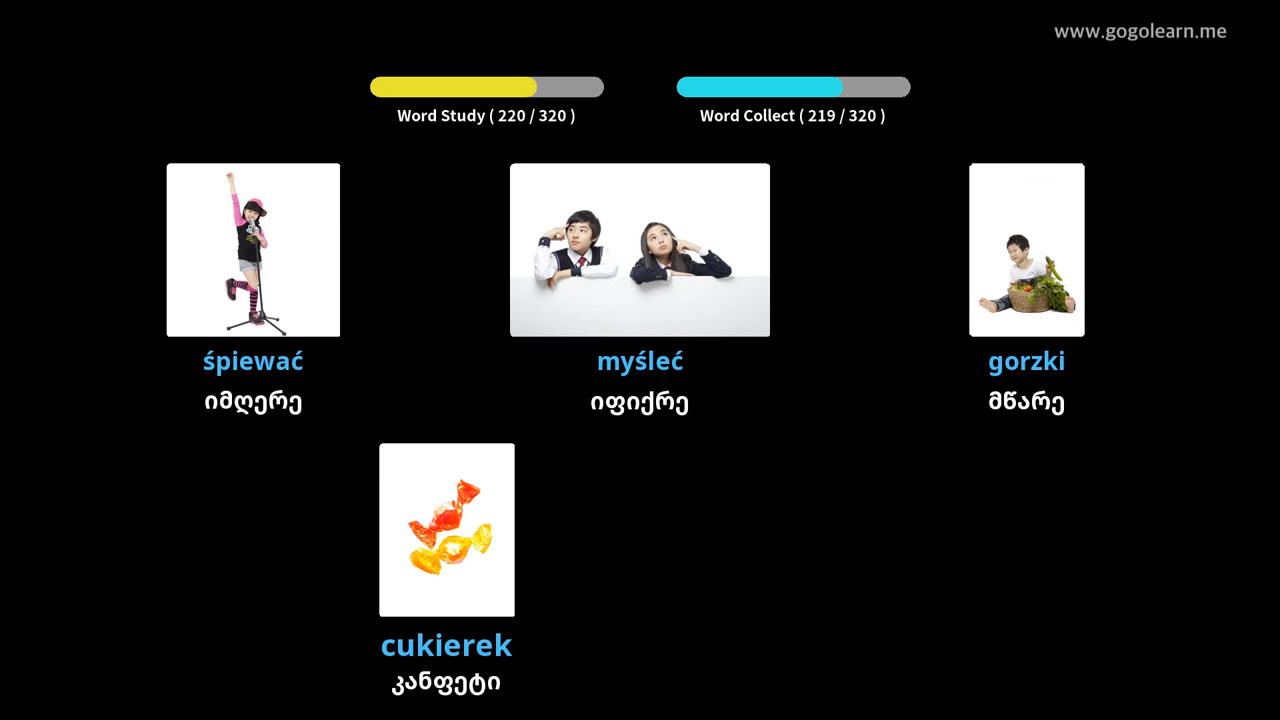 www.gogolearn.me
Word Study ( 220 / 320 )
Word Collect ( 219 / 320 )
śpiewać
myśleć
gorzki
იმღერე
იფიქრე
მწარე
cukierek
კანფეტი